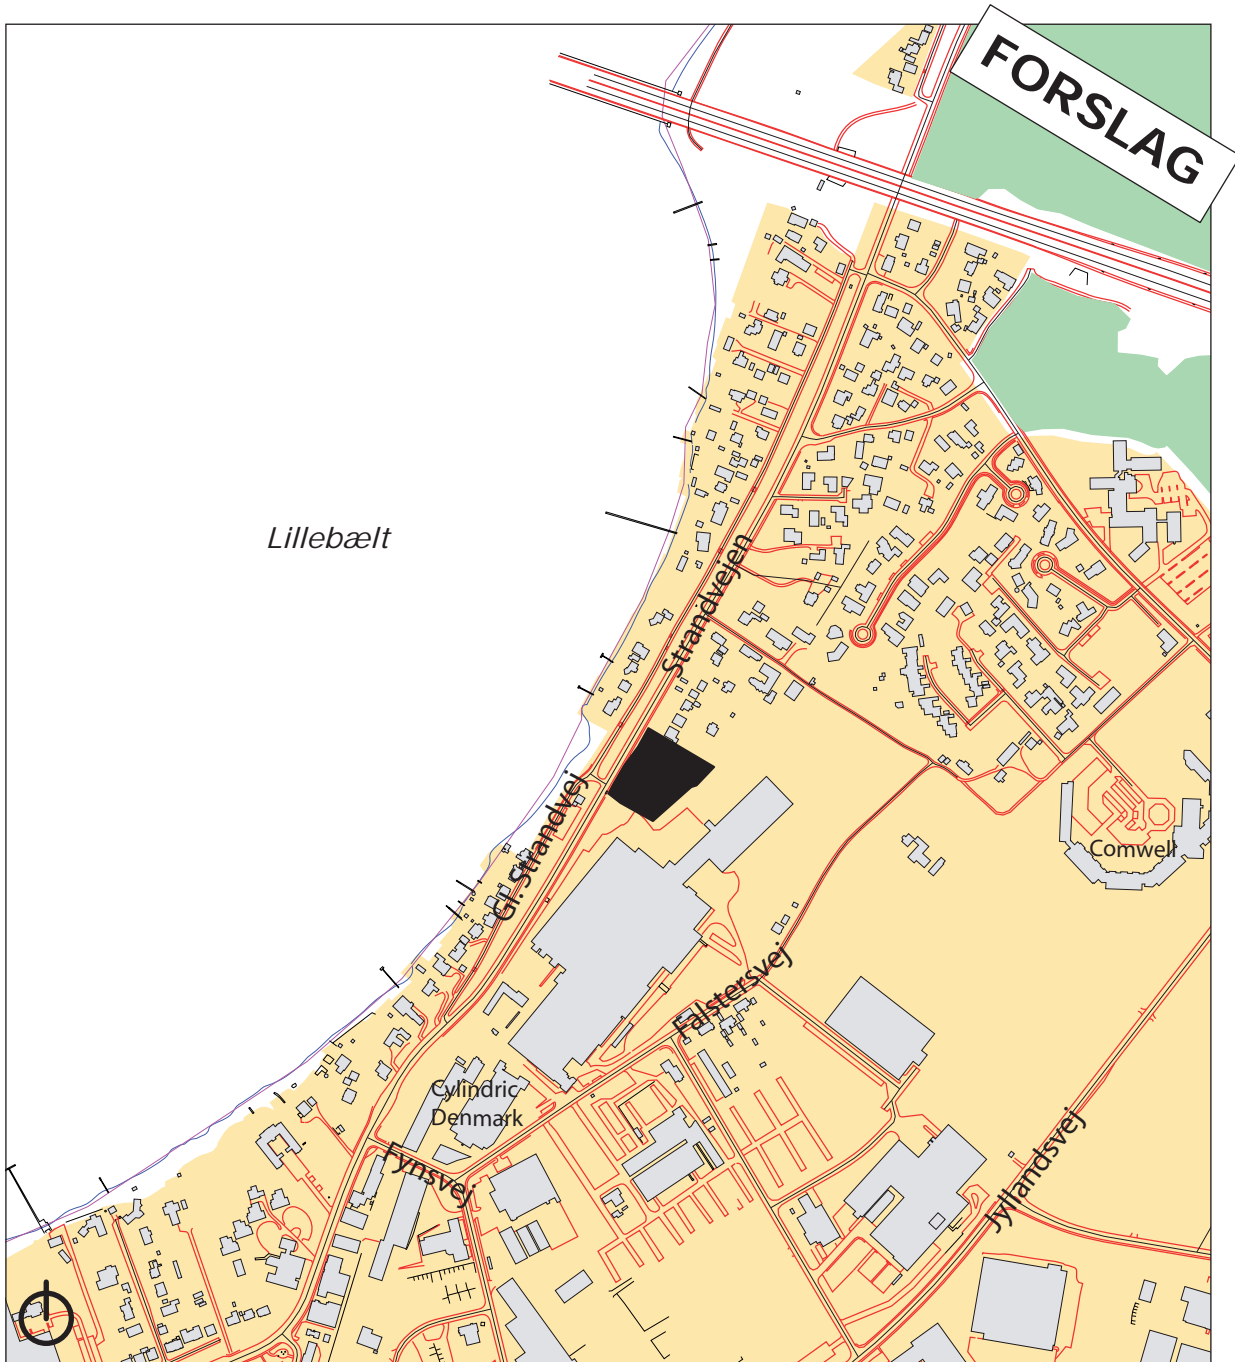 FORSLAG
Lillebælt
Strandvejen
Gl. Strandvej
Comwell
Falstersvej
Cylindric
Denmark
Fynsvej
Jyllandsvej